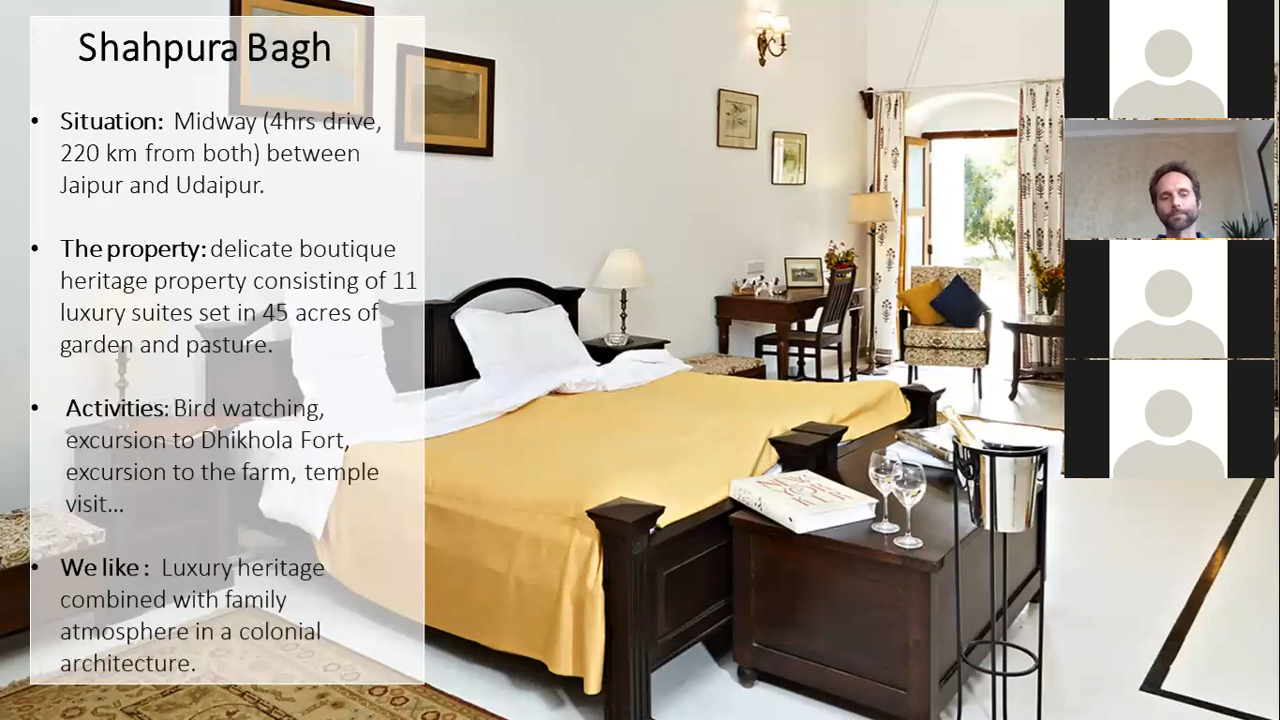 Shahpura Bagh
• Situation: Midway (4hrs drive,
220 km from both) between
Jaipur and Udaipur.
• The property: delicate boutique
heritage property consisting of 11
luxury suites set in 45 acres of
garden and pasture.
• Activities: Bird watching,
excursion to Dhikhola Fort,
excursion to the farm, temple
visit...
• We like : Luxury heritage
combined with family
atmosphere in a colonial
architecture.